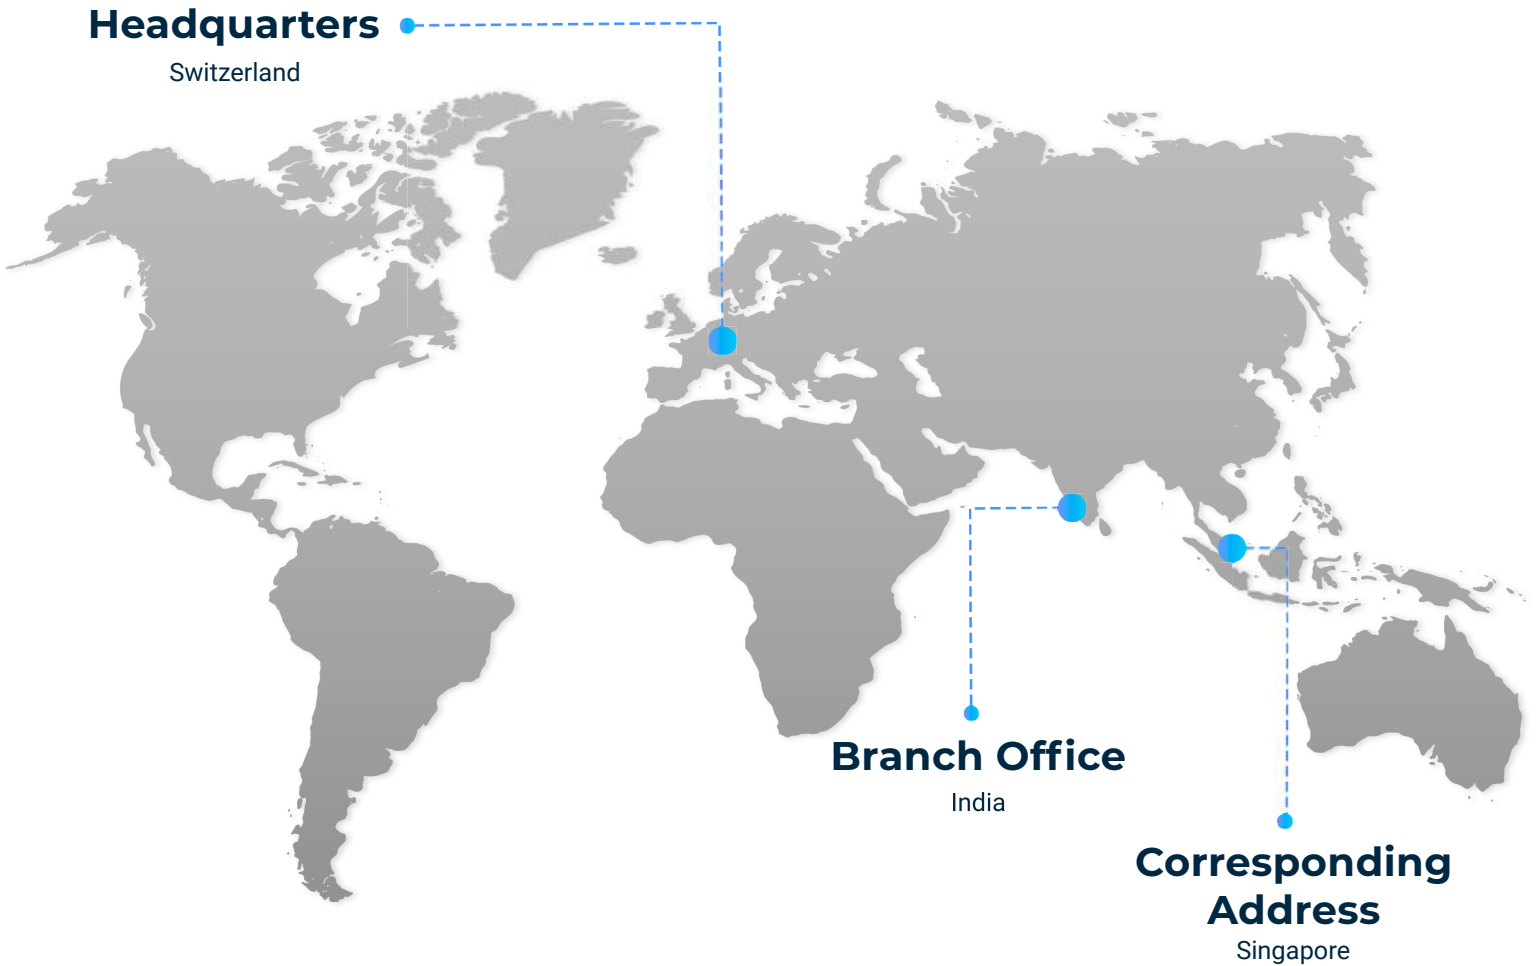 Headquarters
Switzerland
Branch Office
India
Corresponding
Address
Singapore